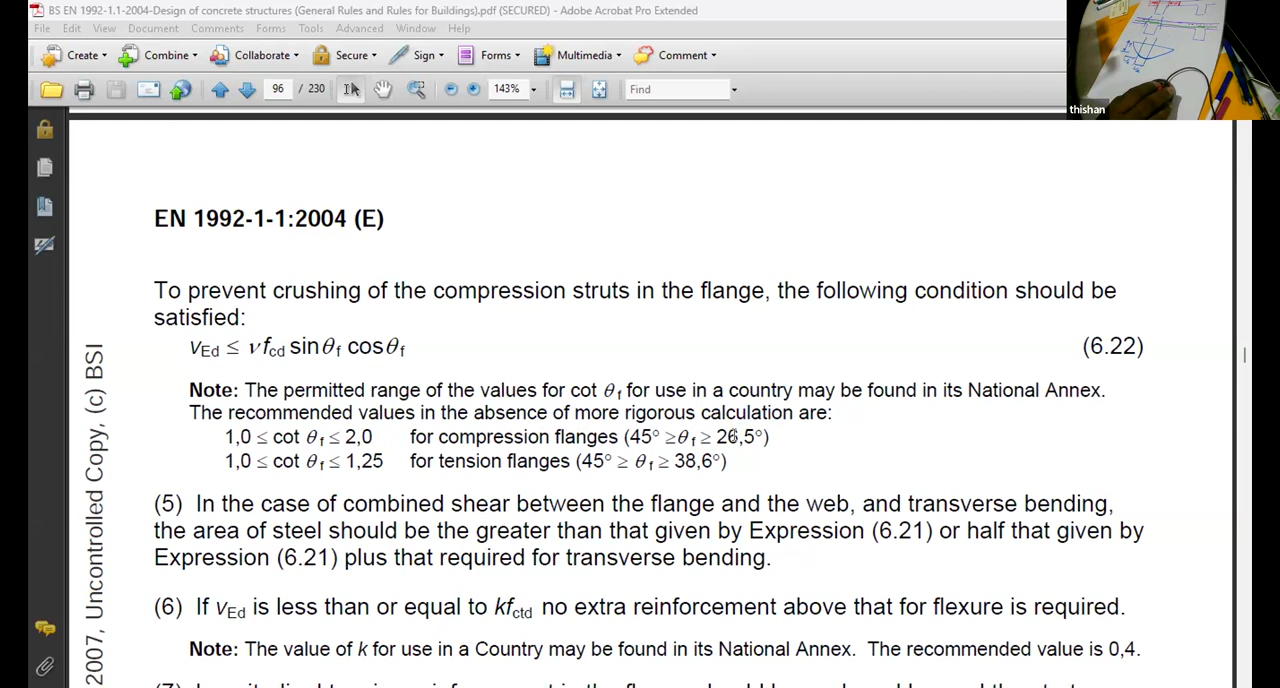 BS EN 1992-1.1-2004-Design of concrete structures (General Rules and Rules for Buildings).pdf (SECURED) - Adobe Acrobat Pro Extended
File Edit View Document Comments Forms Tools Advanced Window Help
Create Combine Collaborate Secure Sign Forms Multimedia Comment
96 / 230 143% Find
thishan
EN 1992-1-1:2004 (E)
To prevent crushing of the compression struts in the flange, the following condition should be
satisfied:
vEd ≤ νfcd sinθf cosθf (6.22)
Note: The permitted range of the values for cot θf for use in a country may be found in its National Annex.
The recommended values in the absence of more rigorous calculation are:
1,0 ≤ cot θf ≤ 2,0 for compression flanges (45° ≥θf ≥ 26,5°)
1,0 ≤ cot θf ≤ 1,25 for tension flanges (45° ≥ θf ≥ 38,6°)
(5) In the case of combined shear between the flange and the web, and transverse bending,
the area of steel should be the greater than that given by Expression (6.21) or half that given by
Expression (6.21) plus that required for transverse bending.
(6) If vEd is less than or equal to kfctd no extra reinforcement above that for flexure is required.
Note: The value of k for use in a Country may be found in its National Annex. The recommended value is 0,4.
2007, Uncontrolled Copy, (c) BSI